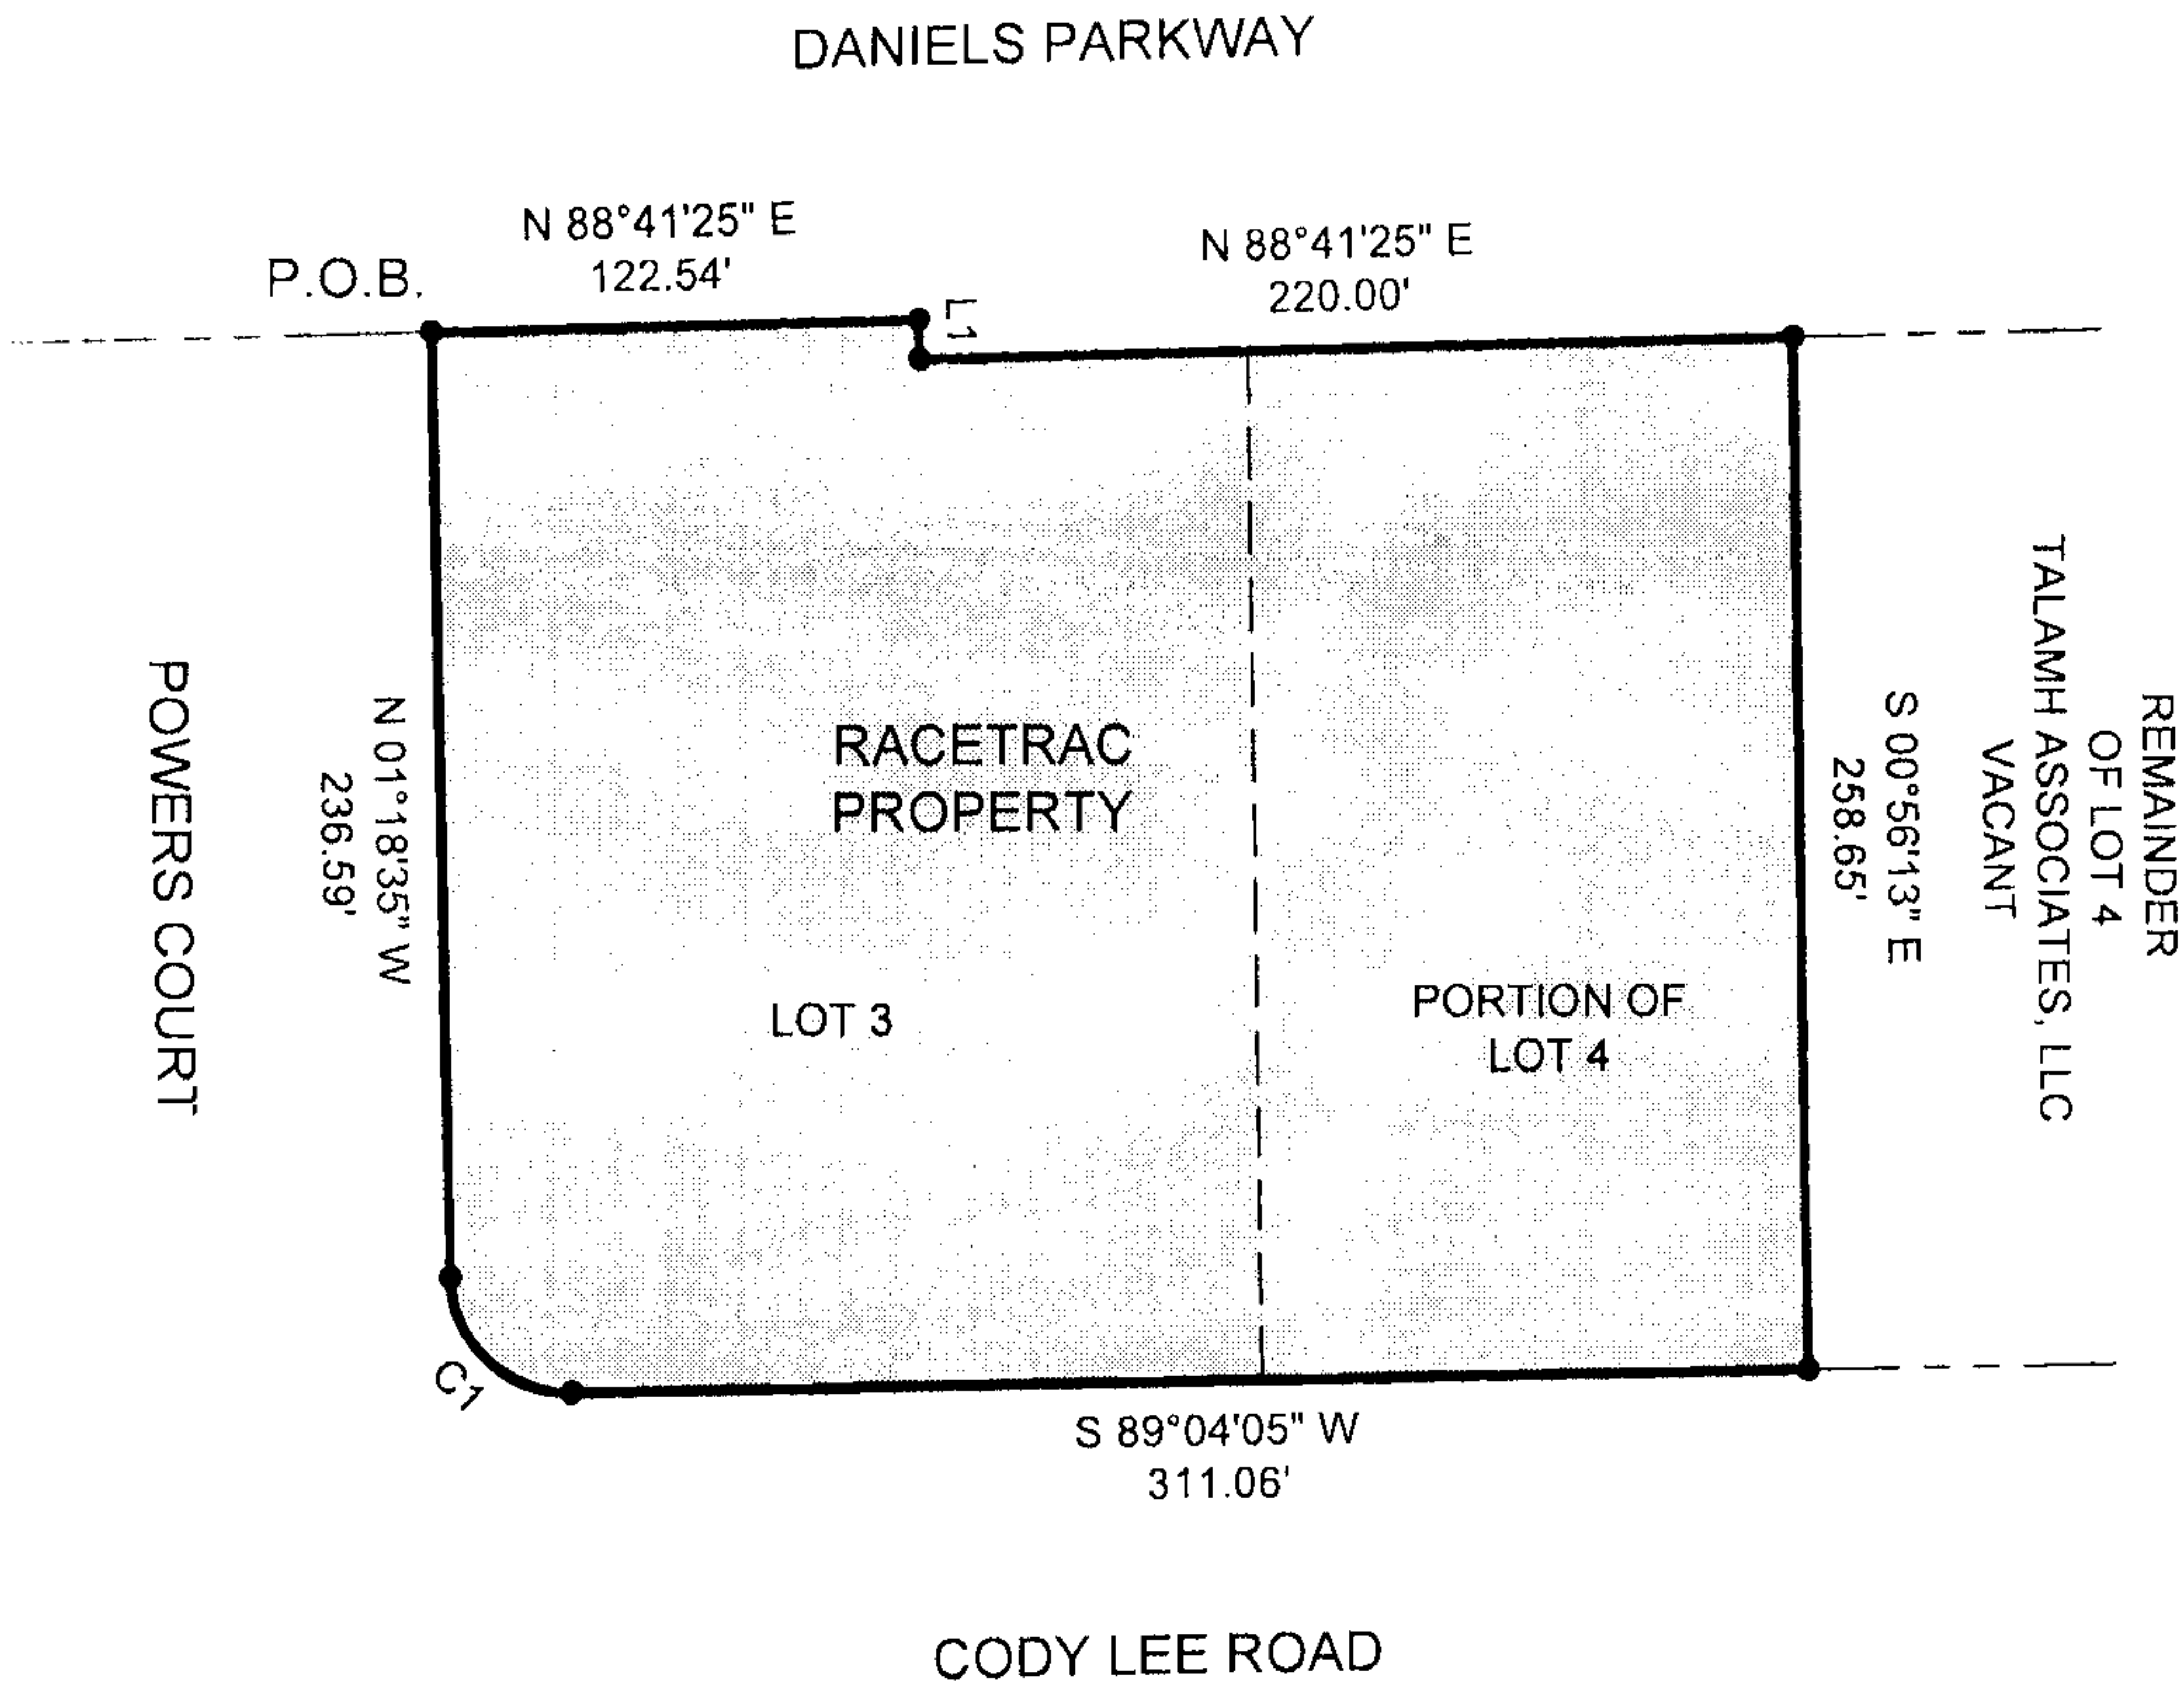 DANIELS PARKWAY
N 88°41'25" E
122.54'
N 88°41'25" E
220.00'
P.O.B.
L1
POWERS COURT
N 01°18'35" W
236.59'
RACETRAC
PROPERTY
LOT 3
PORTION OF
LOT 4
S 00°56'13" E
258.65'
REMAINDER
OF LOT 4
TALAMH ASSOCIATES, LLC
VACANT
C1
S 89°04'05" W
311.06'
CODY LEE ROAD